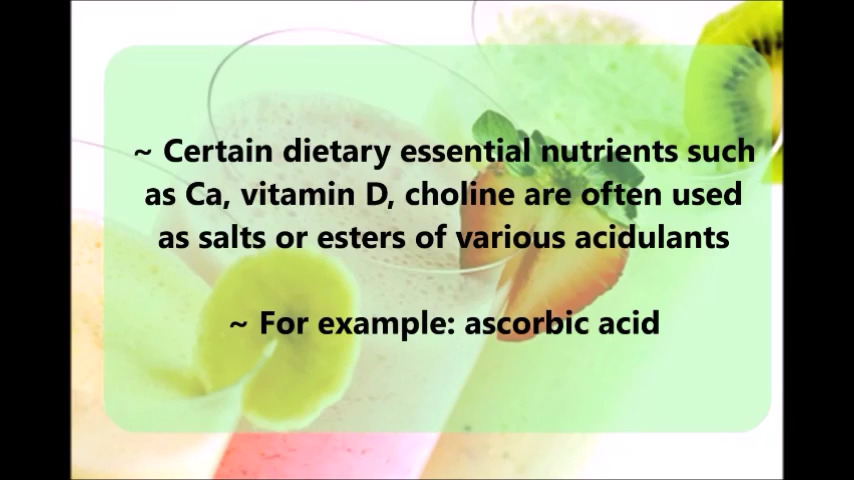 ~ Certain dietary essential nutrients such
as Ca, vitamin D, choline are often used
as salts or esters of various acidulants
~ For example: ascorbic acid